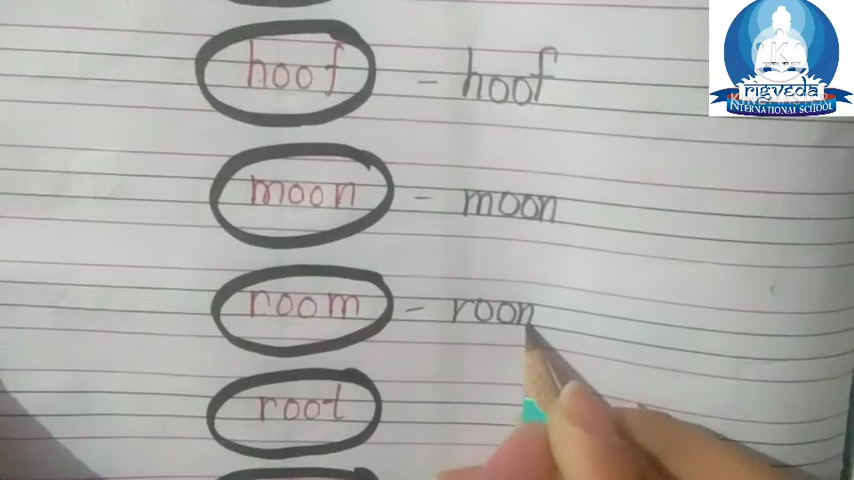 hoof - hoof
moon - moon
room - roon
root
rigveda
INTERNATIONAL SCHOOL